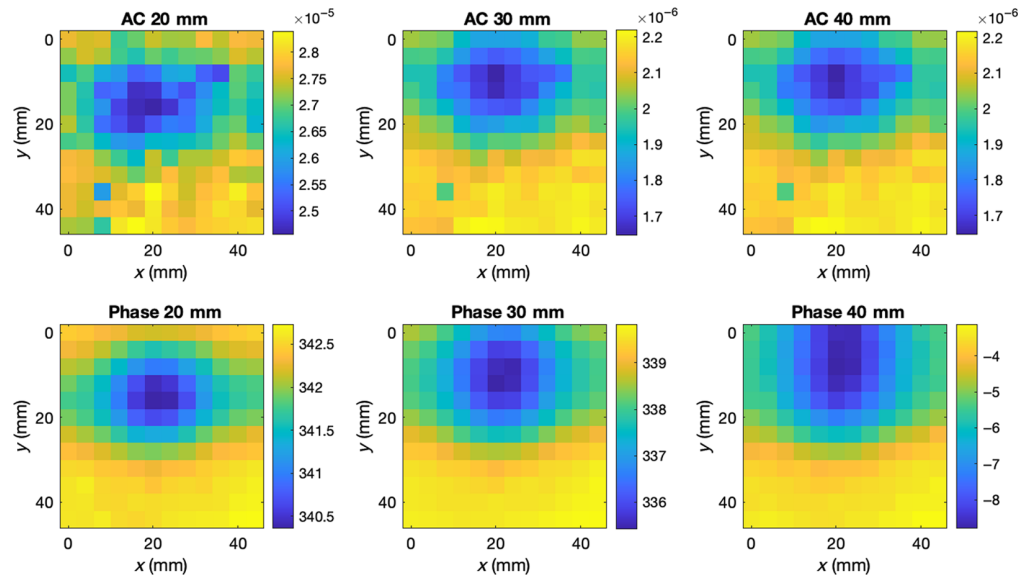 AC 20 mm
×10⁻⁵
0
20
40
y (mm)
0 20 40
x (mm)
2.8
2.75
2.7
2.65
2.6
2.55
2.5
AC 30 mm
×10⁻⁶
0
20
40
y (mm)
0 20 40
x (mm)
2.2
2.1
2
1.9
1.8
1.7
AC 40 mm
×10⁻⁶
0
20
40
y (mm)
0 20 40
x (mm)
2.2
2.1
2
1.9
1.8
1.7
Phase 20 mm
0
20
40
y (mm)
0 20 40
x (mm)
342.5
342
341.5
341
340.5
Phase 30 mm
0
20
40
y (mm)
0 20 40
x (mm)
339
338
337
336
Phase 40 mm
0
20
40
y (mm)
0 20 40
x (mm)
−4
−5
−6
−7
−8